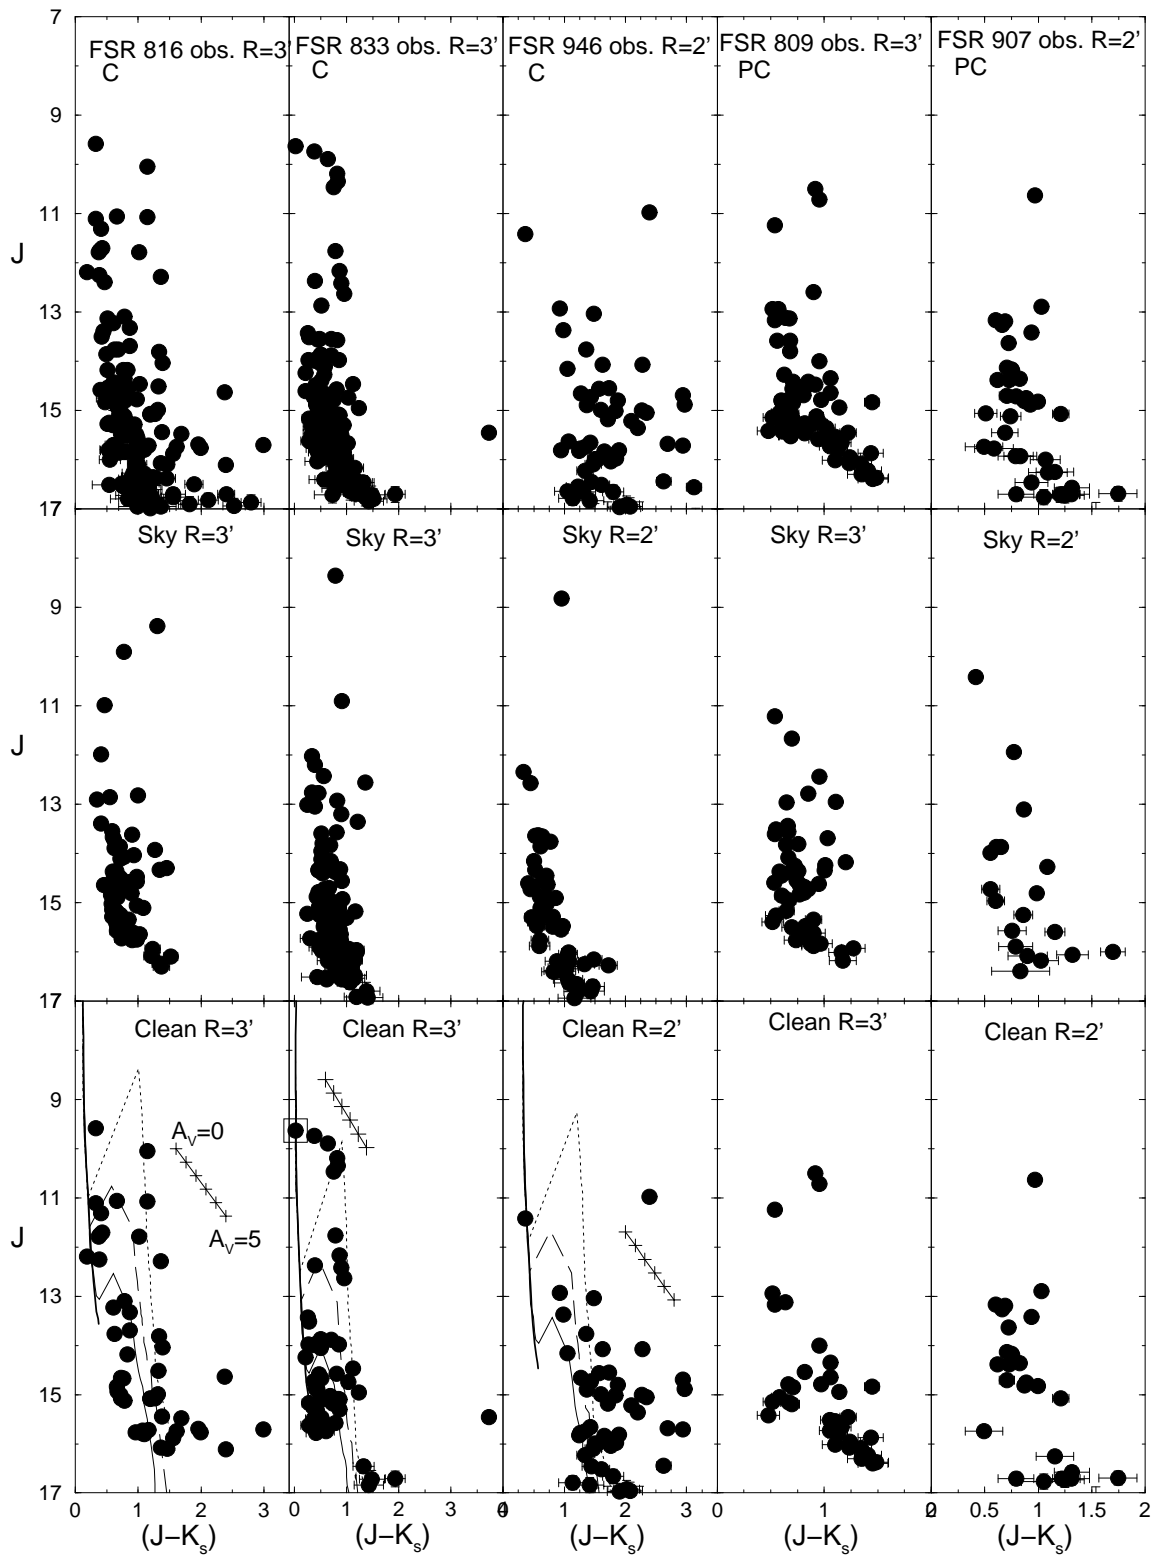 7
FSR 816 obs. R=3'
C
FSR 833 obs. R=3'
C
FSR 946 obs. R=2'
C
FSR 809 obs. R=3'
PC
FSR 907 obs. R=2'
PC
9
11
J
13
15
17
Sky R=3'
Sky R=3'
Sky R=2'
Sky R=3'
Sky R=2'
9
11
J
13
15
17
Clean R=3'
Clean R=3'
Clean R=2'
Clean R=3'
Clean R=2'
9
A_V=0
11
J
A_V=5
13
15
17
0 1 2 3
0 1 2 3
0 1 2 3
1
0 0.5 1 1.5 2
(J−K_s)
(J−K_s)
(J−K_s)
(J−K_s)
(J−K_s)